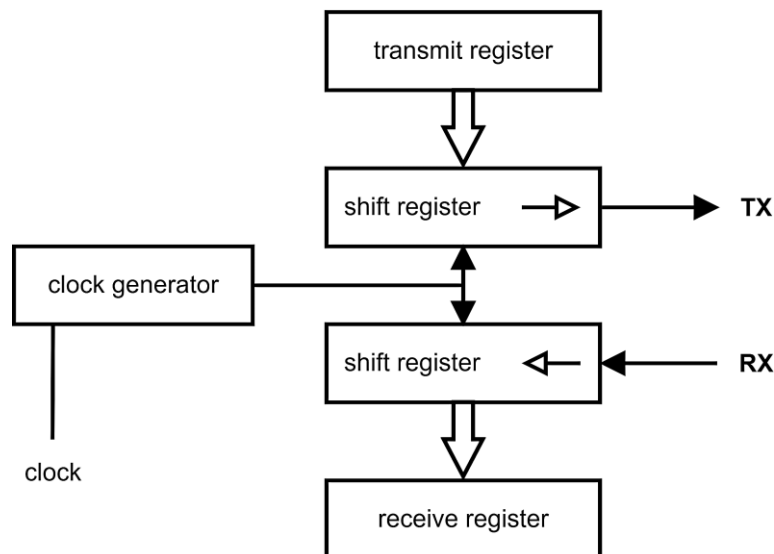 transmit register
shift register
TX
clock generator
shift register
RX
clock
receive register